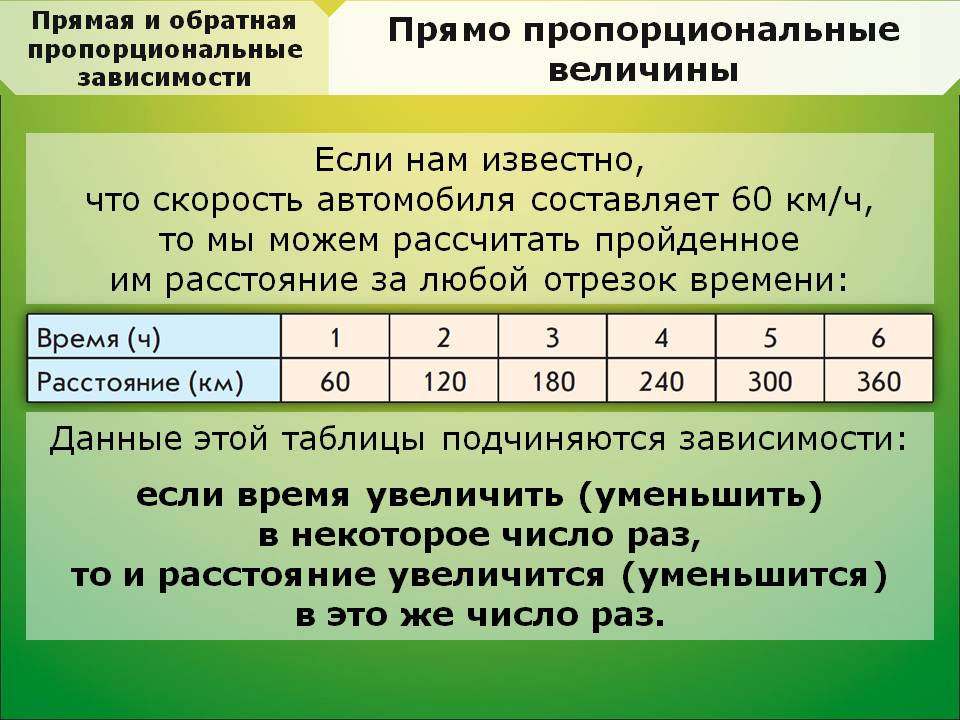 Прямая и обратная
пропорциональные
зависимости
Прямо пропорциональные
величины
Если нам известно,
что скорость автомобиля составляет 60 км/ч,
то мы можем рассчитать пройденное
им расстояние за любой отрезок времени:
Время (ч) 1 2 3 4 5 6
Расстояние (км) 60 120 180 240 300 360
Данные этой таблицы подчиняются зависимости:
если время увеличить (уменьшить)
в некоторое число раз,
то и расстояние увеличится (уменьшится)
в это же число раз.